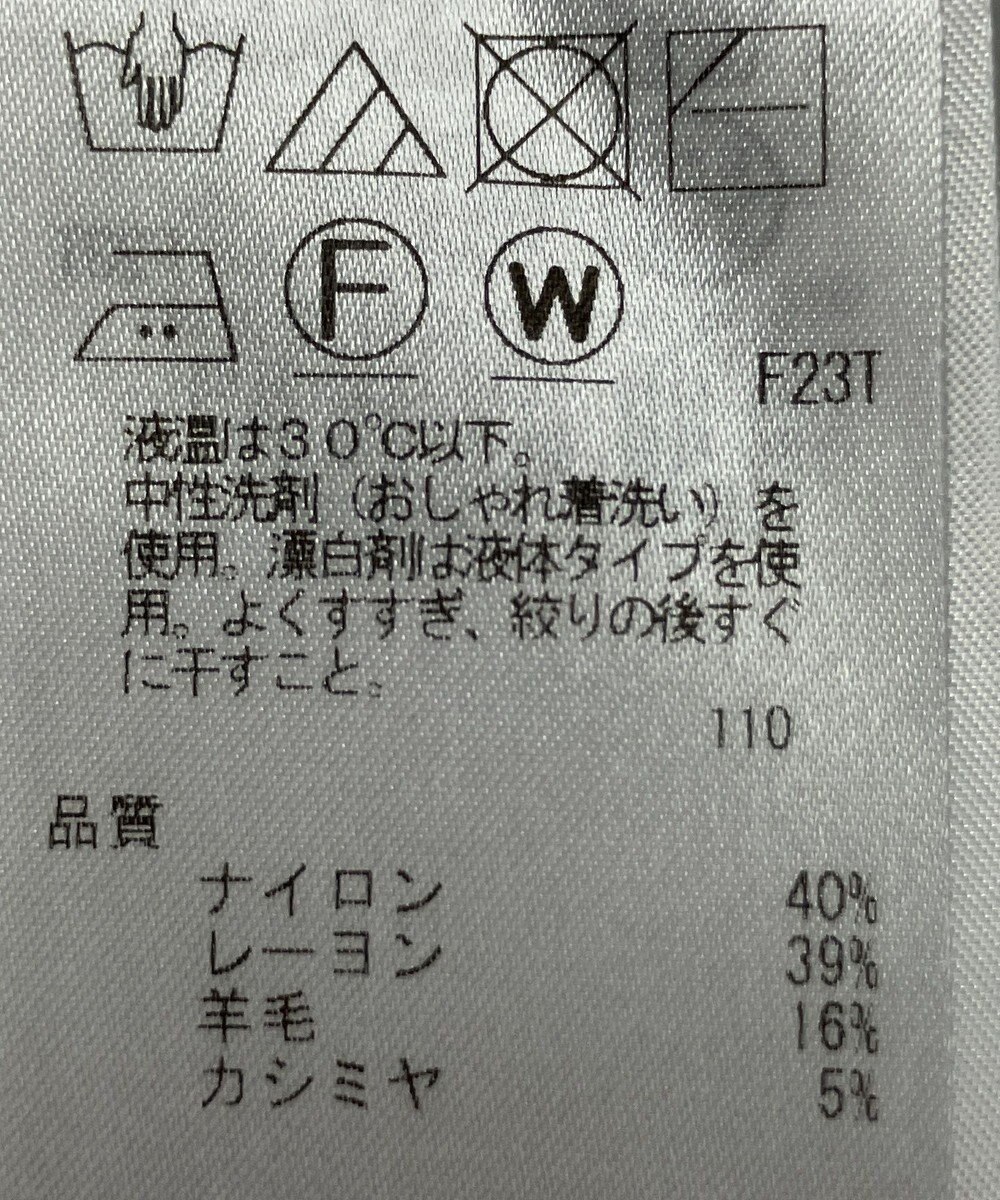 F
W
F23T
液温は30℃以下。
中性洗剤（おしゃれ着洗い）を
使用。漂白剤は液体タイプを使
用。よくすすぎ、絞りの後すぐ
に干すこと。
110
品質
ナイロン 40%
レーヨン 39%
羊毛 16%
カシミヤ 5%